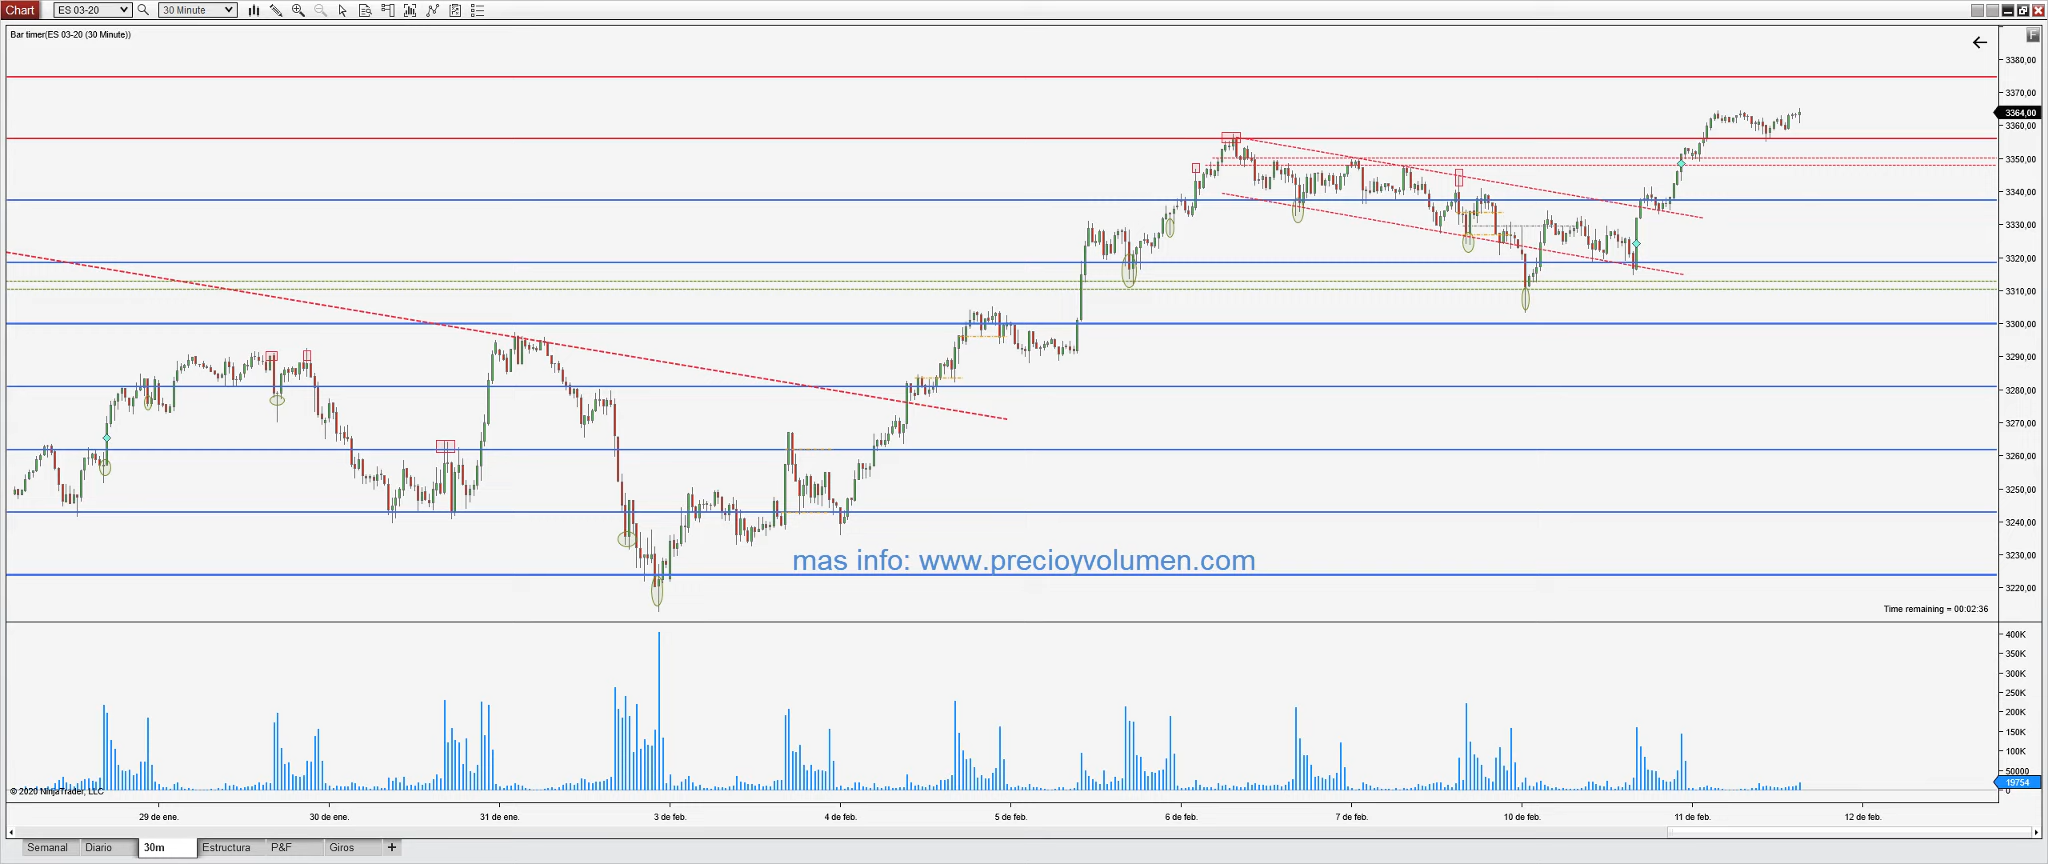 Chart ES 03-20 30 Minute
Bar timer(ES 03-20 (30 Minute))
F
3380,00
3370,00
3364,00
3360,00
3350,00
3340,00
3330,00
3320,00
3310,00
3300,00
3290,00
3280,00
3270,00
3260,00
3250,00
3240,00
3230,00
3220,00
mas info: www.precioyvolumen.com
Time remaining = 00:02:36
400K
350K
300K
250K
200K
150K
100K
50000
19754
0
© 2020 NinjaTrader, LLC
29 de ene. 30 de ene. 31 de ene. 3 de feb. 4 de feb. 5 de feb. 6 de feb. 7 de feb. 10 de feb. 11 de feb. 12 de feb.
Semanal Diario 30m Estructura P&F Giros +